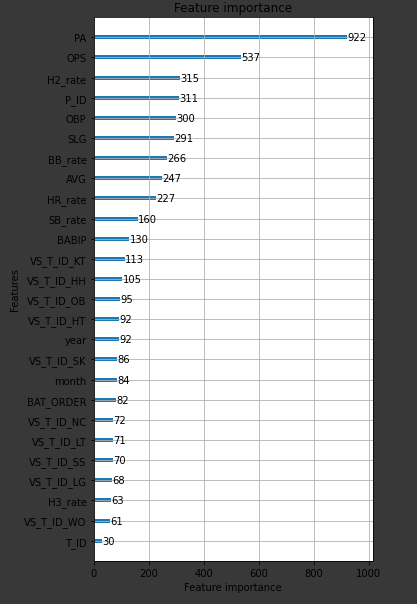 Feature importance
PA 922
OPS 537
H2_rate 315
P_ID 311
OBP 300
SLG 291
BB_rate 266
AVG 247
HR_rate 227
SB_rate 160
BABIP 130
VS_T_ID_KT 113
VS_T_ID_HH 105
VS_T_ID_OB 95
VS_T_ID_HT 92
year 92
VS_T_ID_SK 86
month 84
BAT_ORDER 82
VS_T_ID_NC 72
VS_T_ID_LT 71
VS_T_ID_SS 70
VS_T_ID_LG 68
H3_rate 63
VS_T_ID_WO 61
T_ID 30
Features
0 200 400 600 800 1000
Feature importance